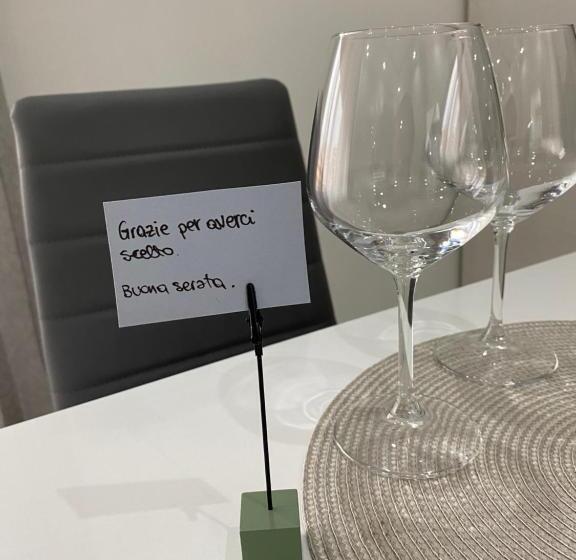 Grazie per averci
scelto.
Buona serata.